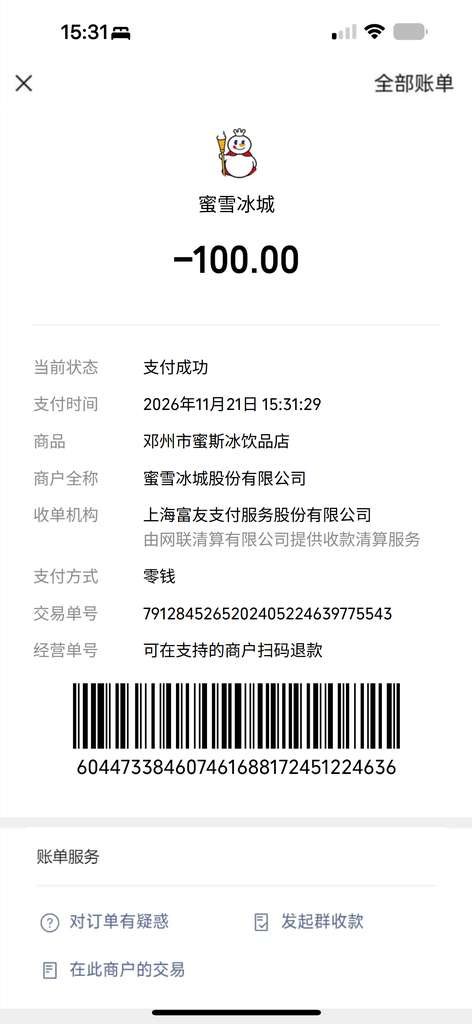 15:31
全部账单
蜜雪冰城
-100.00
当前状态 支付成功
支付时间 2026年11月21日 15:31:29
商品 邓州市蜜斯冰饮品店
商户全称 蜜雪冰城股份有限公司
收单机构 上海富友支付服务股份有限公司
由网联清算有限公司提供收款清算服务
支付方式 零钱
交易单号 7912845265202405224639775543
经营单号 可在支持的商户扫码退款
604473384607461688172451224636
账单服务
对订单有疑惑 发起群收款
在此商户的交易